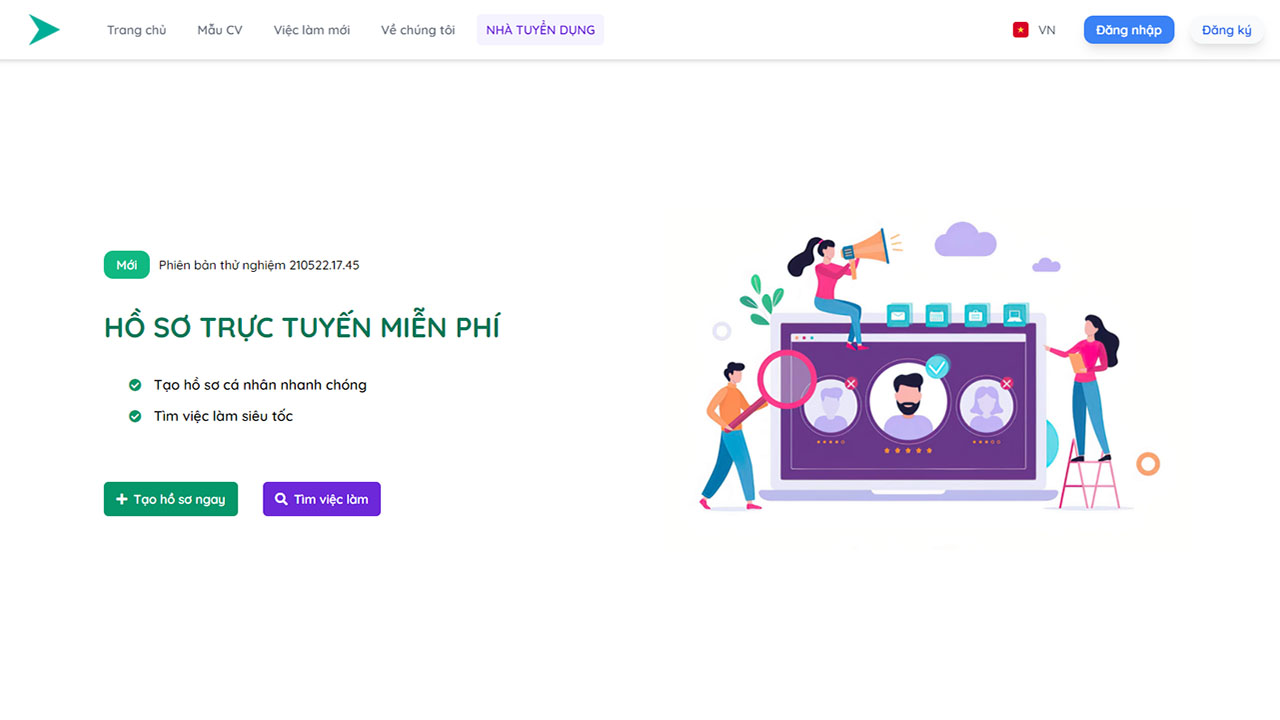 Trang chủ Mẫu CV Việc làm mới Về chúng tôi NHÀ TUYỂN DỤNG VN Đăng nhập Đăng ký
Mới Phiên bản thử nghiệm 210522.17.45
HỒ SƠ TRỰC TUYẾN MIỄN PHÍ
Tạo hồ sơ cá nhân nhanh chóng
Tìm việc làm siêu tốc
Tạo hồ sơ ngay Tìm việc làm